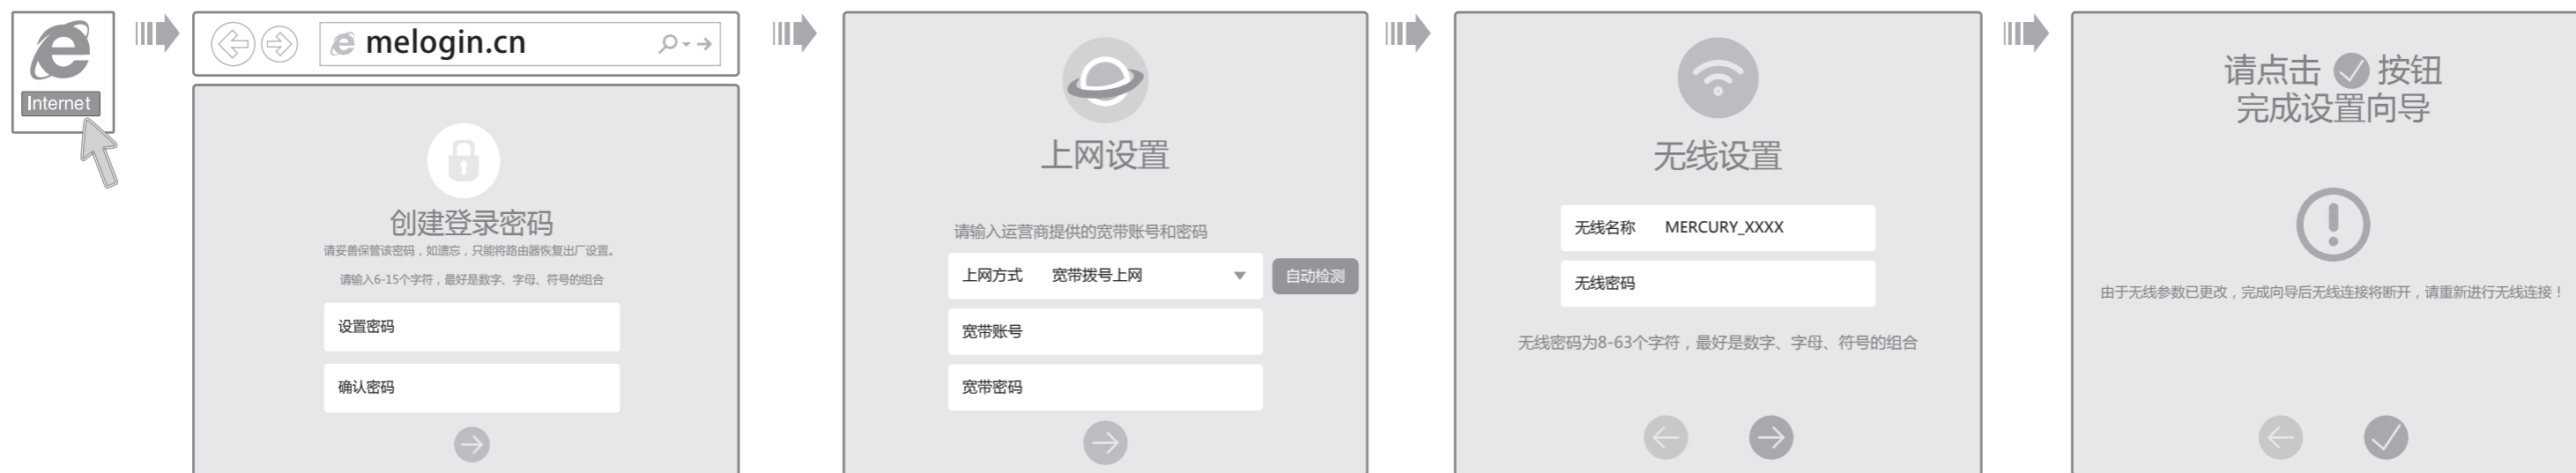 Internet
melogin.cn
创建登录密码
请妥善保管该密码，如遗忘，只能将路由器恢复出厂设置。
请输入6-15个字符，最好是数字、字母、符号的组合
设置密码
确认密码
上网设置
请输入运营商提供的宽带账号和密码
上网方式 宽带拨号上网 自动检测
宽带账号
宽带密码
无线设置
无线名称 MERCURY_XXXX
无线密码
无线密码为8-63个字符，最好是数字、字母、符号的组合
请点击 按钮
完成设置向导
由于无线参数已更改，完成向导后无线连接将断开，请重新进行无线连接！